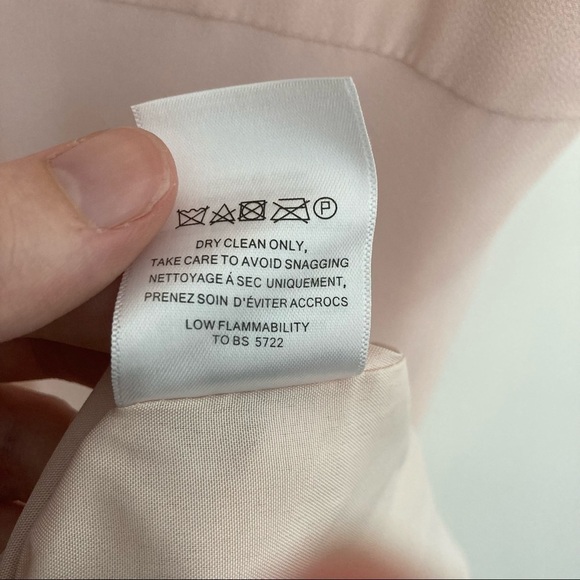 P
DRY CLEAN ONLY,
TAKE CARE TO AVOID SNAGGING
NETTOYAGE Á SEC UNIQUEMENT,
PRENEZ SOIN D'ÉVITER ACCROCS
LOW FLAMMABILITY
TO BS 5722